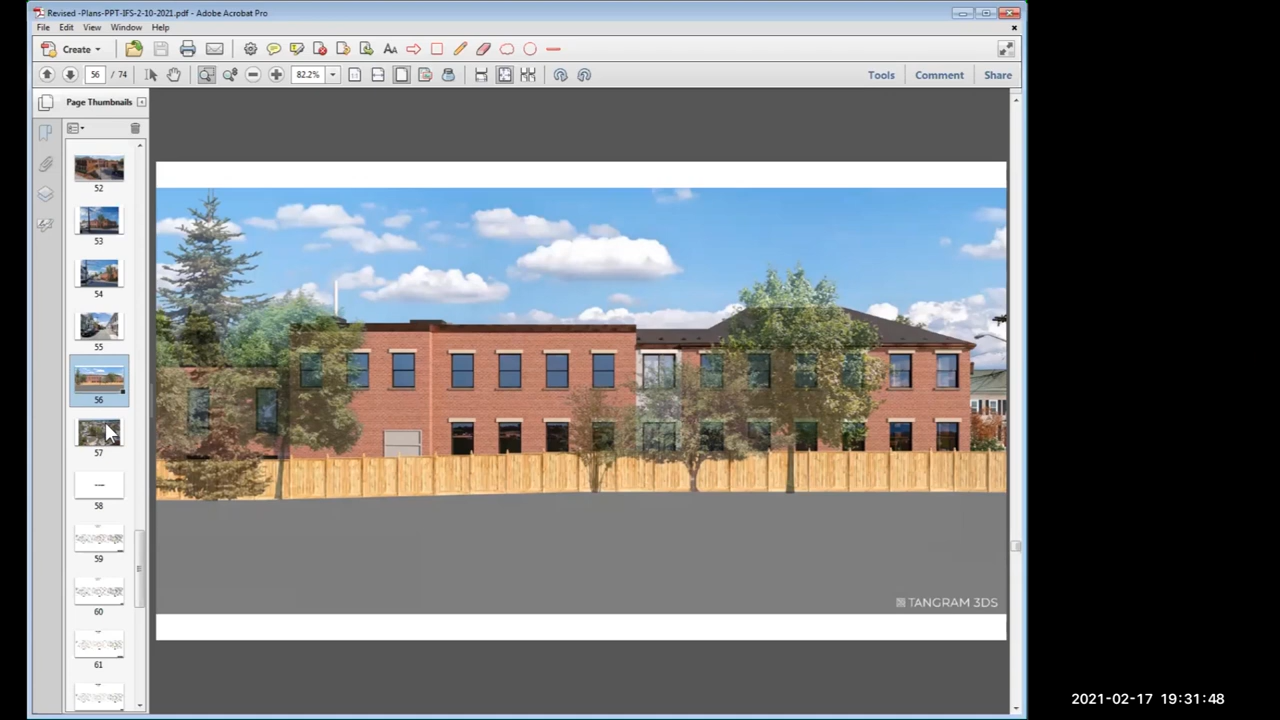 Revised -Plans-PPT-IFS-2-10-2021.pdf - Adobe Acrobat Pro
File Edit View Window Help
Create
56 / 74 82.2% Tools Comment Share
Page Thumbnails
52
53
54
55
56
57
58
59
60
61
TANGRAM 3DS
2021-02-17 19:31:48